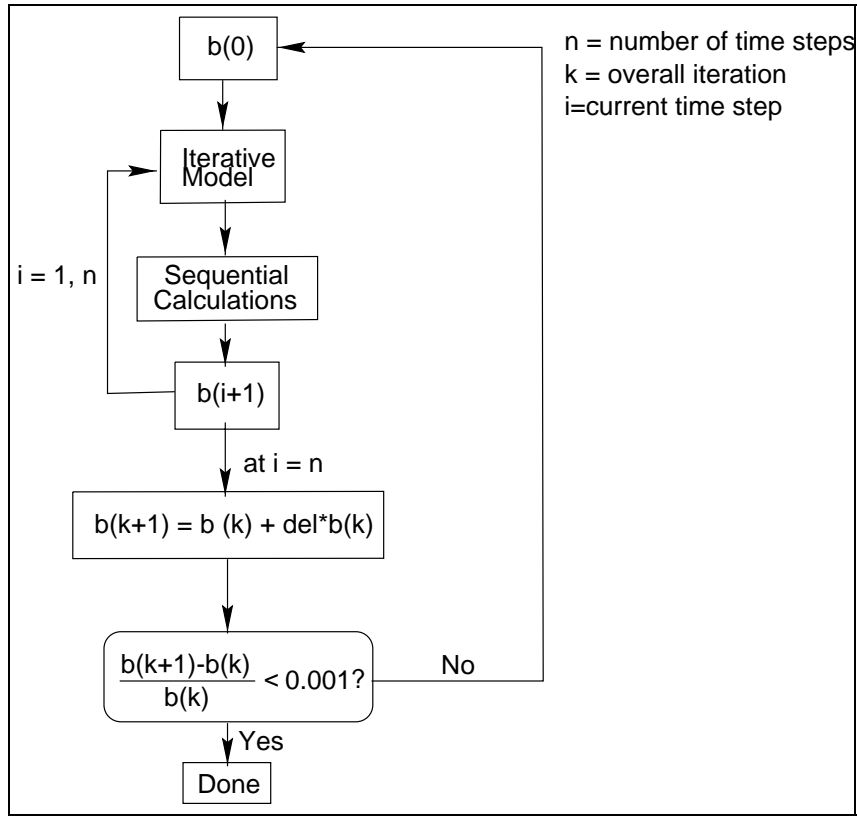 b(0)
n = number of time steps
k = overall iteration
i=current time step
Iterative
Model
i = 1, n
Sequential
Calculations
b(i+1)
at i = n
b(k+1) = b (k) + del*b(k)
b(k+1)-b(k)
b(k)
< 0.001?
No
Yes
Done